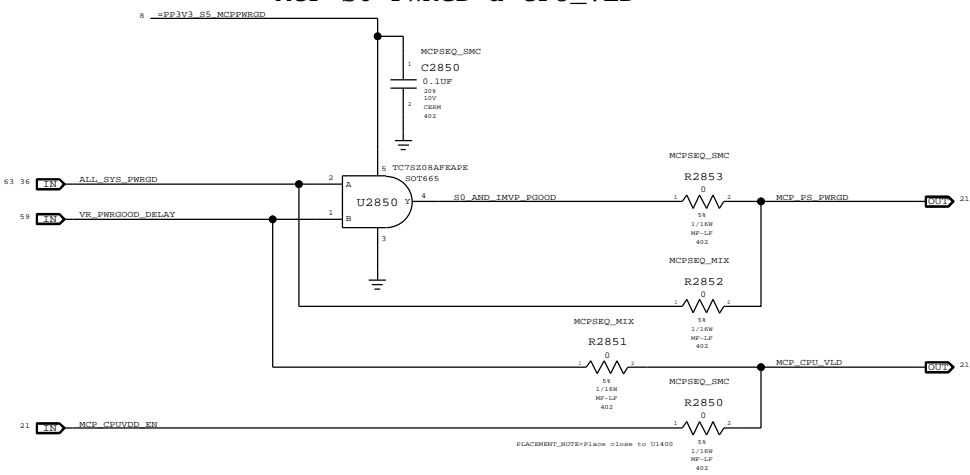 MCP S0 PWRGD & CPU_VLD
8 =PP3V3_S5_MCPPWRGD
MCPSEQ_SMC
1
C2850
0.1UF
20%
10V
2
CERM
402
5 TC7SZ08AFEAPE
SOT665
63 36 IN ALL_SYS_PWRGD 2 A
U2850 Y 4 S0_AND_IMVP_PGOOD
59 IN VR_PWRGOOD_DELAY 1 B
3
MCPSEQ_SMC
R2853
0
1 2 MCP_PS_PWRGD OUT 21
5%
1/16W
MF-LF
402
MCPSEQ_MIX
R2852
0
1 2
5%
1/16W
MF-LF
402
MCPSEQ_MIX
R2851
0
1 2 MCP_CPU_VLD OUT 21
5%
1/16W
MF-LF
402
MCPSEQ_SMC
R2850
0
21 IN MCP_CPUVDD_EN 1 2
PLACEMENT_NOTE=Place close to U1400
5%
1/16W
MF-LF
402